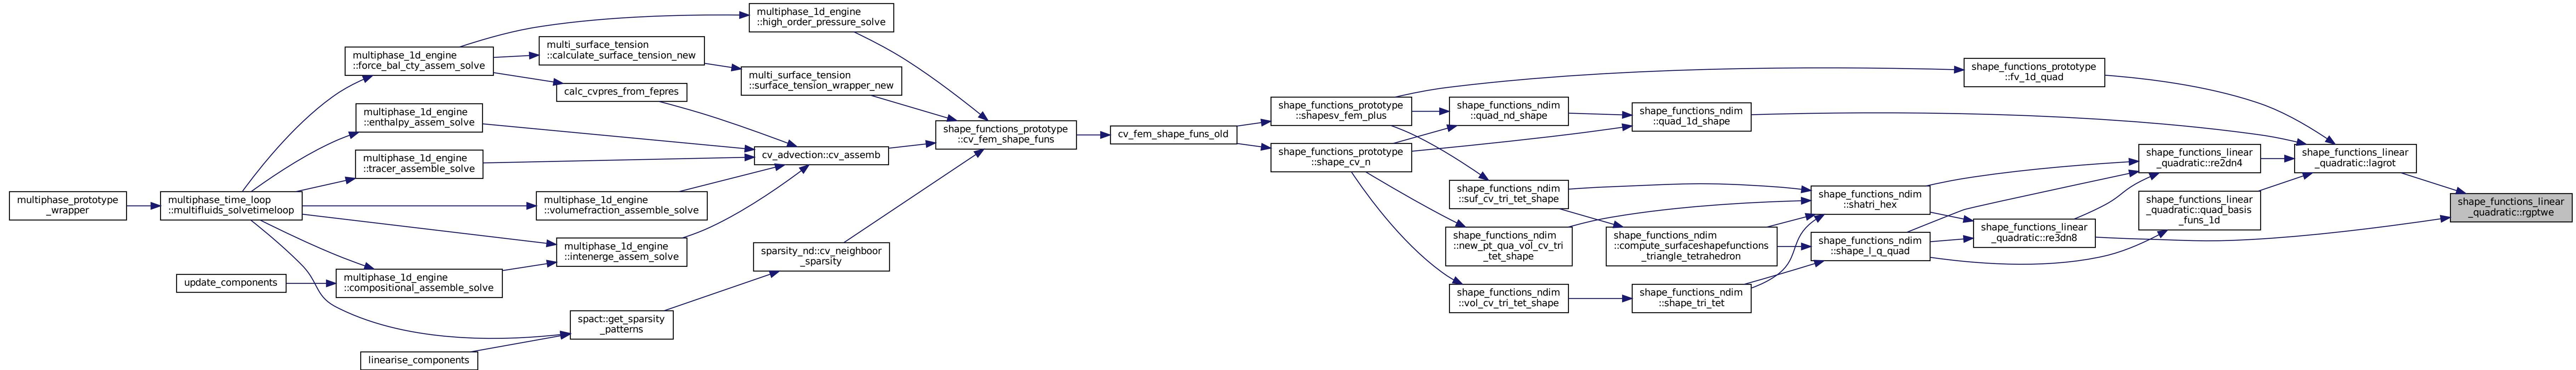 multiphase_prototype
_wrapper
multiphase_time_loop
::multifluids_solvetimeloop
update_components
multiphase_1d_engine
::force_bal_cty_assem_solve
multiphase_1d_engine
::enthalpy_assem_solve
multiphase_1d_engine
::tracer_assemble_solve
multiphase_1d_engine
::compositional_assemble_solve
linearise_components
multi_surface_tension
::calculate_surface_tension_new
calc_cvpres_from_fepres
multiphase_1d_engine
::volumefraction_assemble_solve
multiphase_1d_engine
::intenerge_assem_solve
spact::get_sparsity
_patterns
multiphase_1d_engine
::high_order_pressure_solve
multi_surface_tension
::surface_tension_wrapper_new
cv_advection::cv_assemb
sparsity_nd::cv_neighboor
_sparsity
shape_functions_prototype
::cv_fem_shape_funs
cv_fem_shape_funs_old
shape_functions_prototype
::shapesv_fem_plus
shape_functions_prototype
::shape_cv_n
shape_functions_ndim
::quad_nd_shape
shape_functions_ndim
::suf_cv_tri_tet_shape
shape_functions_ndim
::new_pt_qua_vol_cv_tri
_tet_shape
shape_functions_ndim
::vol_cv_tri_tet_shape
shape_functions_ndim
::quad_1d_shape
shape_functions_ndim
::compute_surfaceshapefunctions
_triangle_tetrahedron
shape_functions_ndim
::shape_tri_tet
shape_functions_ndim
::shatri_hex
shape_functions_ndim
::shape_l_q_quad
shape_functions_prototype
::fv_1d_quad
shape_functions_linear
_quadratic::re3dn8
shape_functions_linear
_quadratic::re2dn4
shape_functions_linear
_quadratic::quad_basis
_funs_1d
shape_functions_linear
_quadratic::lagrot
shape_functions_linear
_quadratic::rgptwe